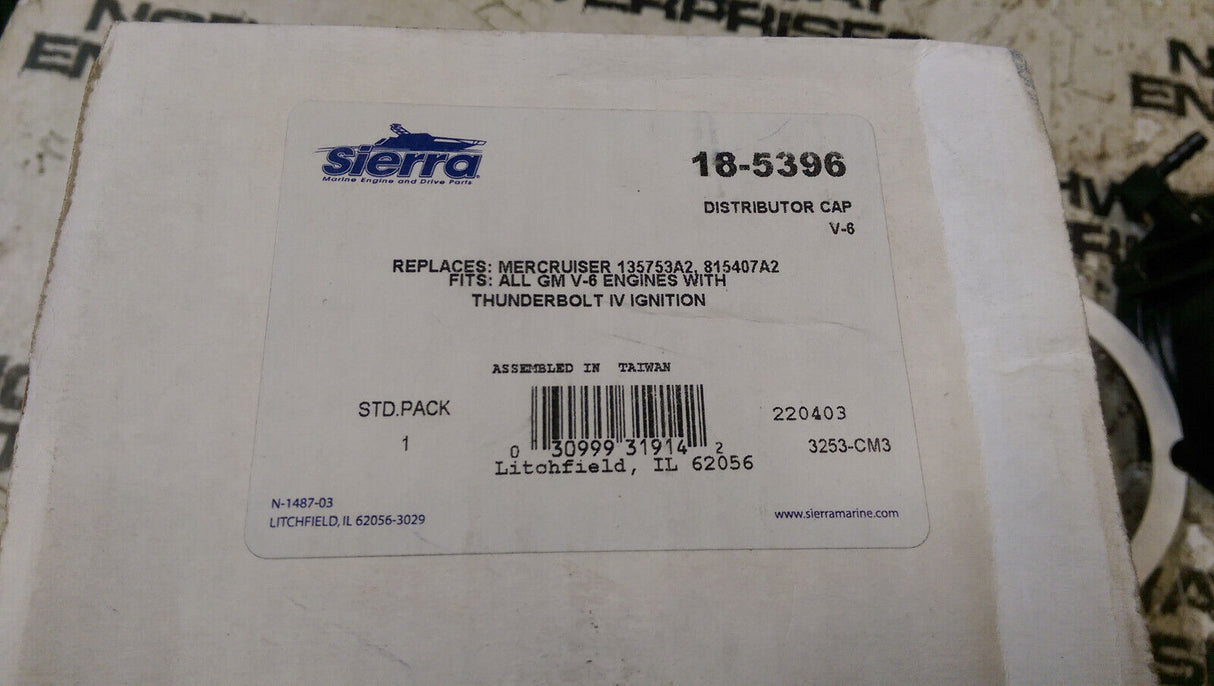 sierra
Marine Engine and Drive Parts
18-5396
DISTRIBUTOR CAP
V-6
REPLACES: MERCRUISER 135753A2, 815407A2
FITS: ALL GM V-6 ENGINES WITH
THUNDERBOLT IV IGNITION
ASSEMBLED IN TAIWAN
STD.PACK
1
0 30999 31914 2
Litchfield, IL 62056
220403
3253-CM3
N-1487-03
LITCHFIELD, IL 62056-3029
www.sierramarine.com